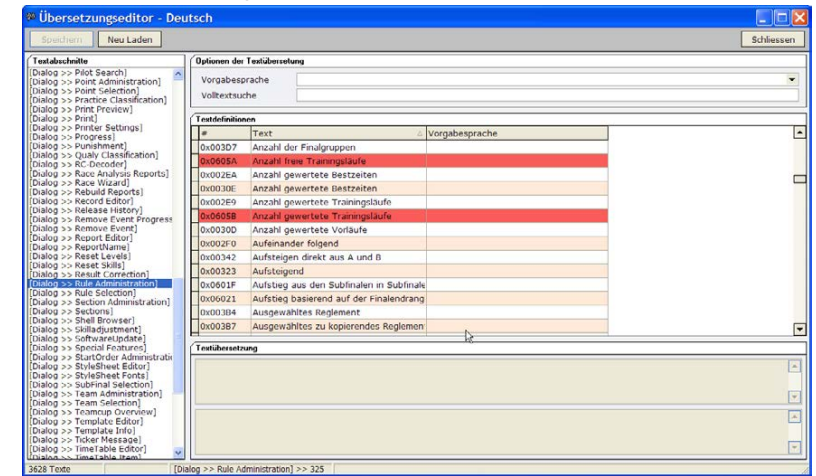 Übersetzungseditor - Deutsch
Speichern
Neu Laden
Schliessen
Textabschnitte
[Dialog >> Pilot Search]
[Dialog >> Point Administration]
[Dialog >> Point Selection]
[Dialog >> Practice Classification]
[Dialog >> Print Preview]
[Dialog >> Print]
[Dialog >> Printer Settings]
[Dialog >> Progress]
[Dialog >> Punishment]
[Dialog >> Qualy Classification]
[Dialog >> RC-Decoder]
[Dialog >> Race Analysis Reports]
[Dialog >> Race Wizard]
[Dialog >> Rebuild Reports]
[Dialog >> Record Editor]
[Dialog >> Release History]
[Dialog >> Remove Event Progress
[Dialog >> Remove Event]
[Dialog >> Report Editor]
[Dialog >> ReportName]
[Dialog >> Reset Levels]
[Dialog >> Reset Skills]
[Dialog >> Result Correction]
[Dialog >> Rule Administration]
[Dialog >> Rule Selection]
[Dialog >> Section Administration]
[Dialog >> Sections]
[Dialog >> Shell Browser]
[Dialog >> Skilladjustment]
[Dialog >> SoftwareUpdate]
[Dialog >> Special Features]
[Dialog >> StartOrder Administrati
[Dialog >> StyleSheet Editor]
[Dialog >> StyleSheet Fonts]
[Dialog >> SubFinal Selection]
[Dialog >> Team Administration]
[Dialog >> Team Selection]
[Dialog >> Teamcup Overview]
[Dialog >> Template Editor]
[Dialog >> Template Info]
[Dialog >> Ticker Message]
[Dialog >> TimeTable Editor]
[Dialog >> TimeTable Item]
Optionen der Textübersetung
Vorgabesprache
Volltextsuche
Textdefinitionen
# Text Vorgabesprache
0x003D7 Anzahl der Finalgruppen
0x0605A Anzahl freie Trainingsläufe
0x002EA Anzahl gewertete Bestzeiten
0x0030E Anzahl gewertete Bestzeiten
0x002E9 Anzahl gewertete Trainingsläufe
0x0605B Anzahl gewertete Trainingsläufe
0x0030D Anzahl gewertete Vorläufe
0x002F0 Aufeinander folgend
0x00342 Aufsteigen direkt aus A und B
0x00323 Aufsteigend
0x0601F Aufstieg aus den Subfinalen in Subfinale
0x06021 Aufstieg basierend auf der Finalendrang
0x003B4 Ausgewähltes Reglement
0x003B7 Ausgewähltes zu kopierendes Reglemen
Textübersetzung
3628 Texte
[Dialog >> Rule Administration] >> 325